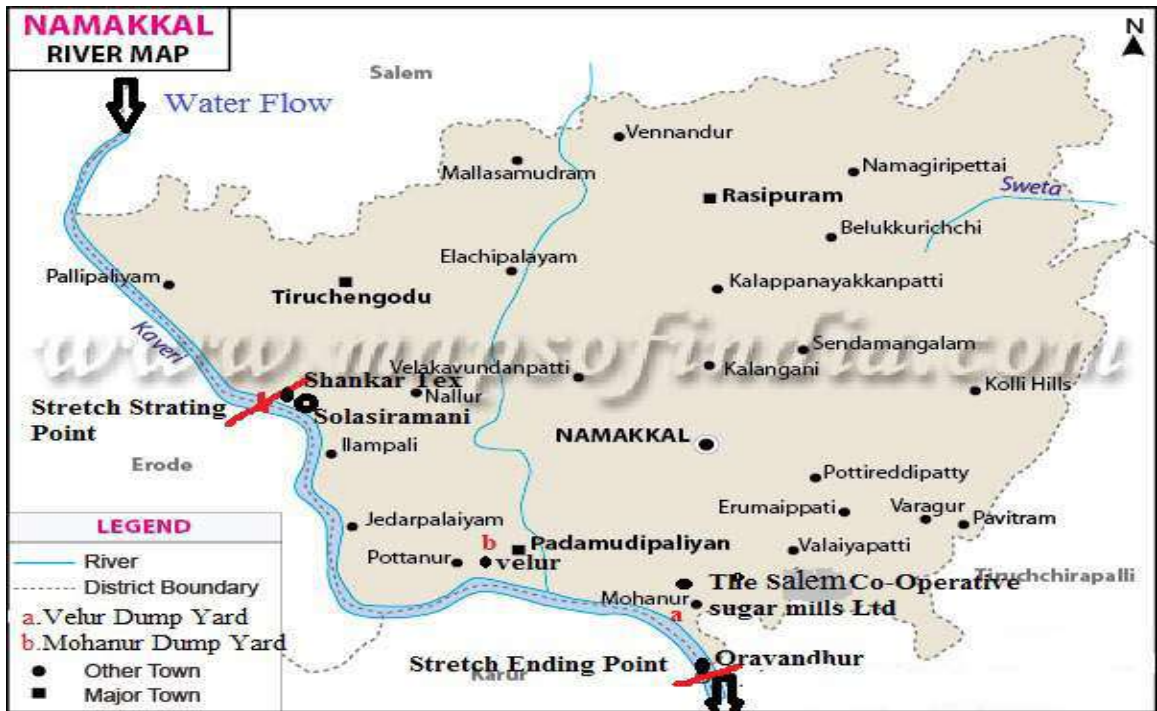 NAMAKKAL
RIVER MAP
N
Salem
Water Flow
Vennandur
Mallasamudram
Namagiripettai
Rasipuram
Sweta
Belukkurichchi
Elachipalayam
Pallipaliyam
Tiruchengodu
Kalappanayakkanpatti
Kaveri
www.mapsofindia.com
Sendamangalam
Velakavundanpatti
Kalangani
Shankar Tex
Kolli Hills
Nallur
Stretch Strating
Point
Solasiramani
NAMAKKAL
Ilampali
Erode
Pottireddipatty
Erumaippati
Varagur
Pavitram
Jedarpalaiyam
b
Padamudipaliyan
Valaiyapatti
Pottanur
velur
Tiruchchirapalli
The Salem Co-Operative
sugar mills Ltd
Mohanur
a
Oravandhur
Stretch Ending Point
Karur
LEGEND
River
District Boundary
a.Velur Dump Yard
b.Mohanur Dump Yard
Other Town
Major Town